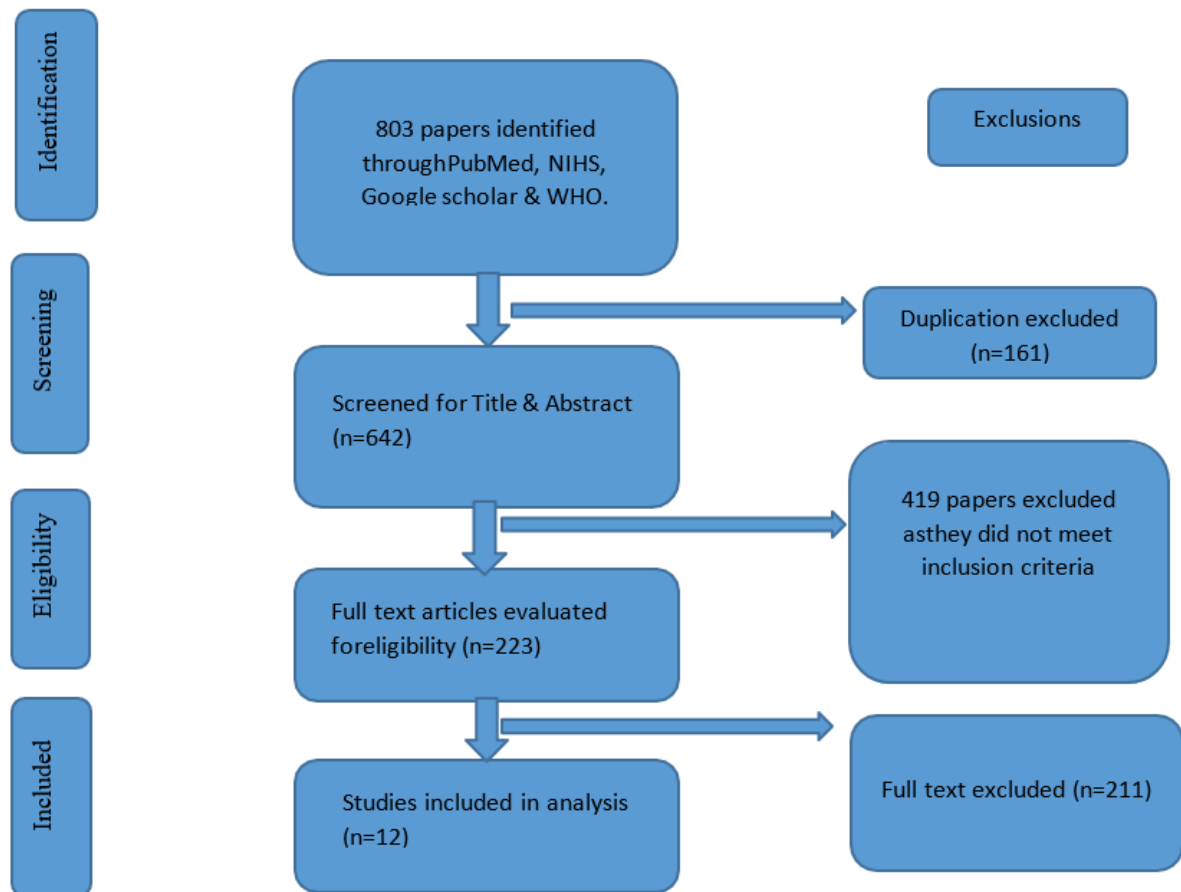 Identification
803 papers identified
throughPubMed, NIHS,
Google scholar & WHO.
Exclusions
Screening
Duplication excluded
(n=161)
Screened for Title & Abstract
(n=642)
Eligibility
419 papers excluded
asthey did not meet
inclusion criteria
Full text articles evaluated
foreligibility (n=223)
Included
Full text excluded (n=211)
Studies included in analysis
(n=12)